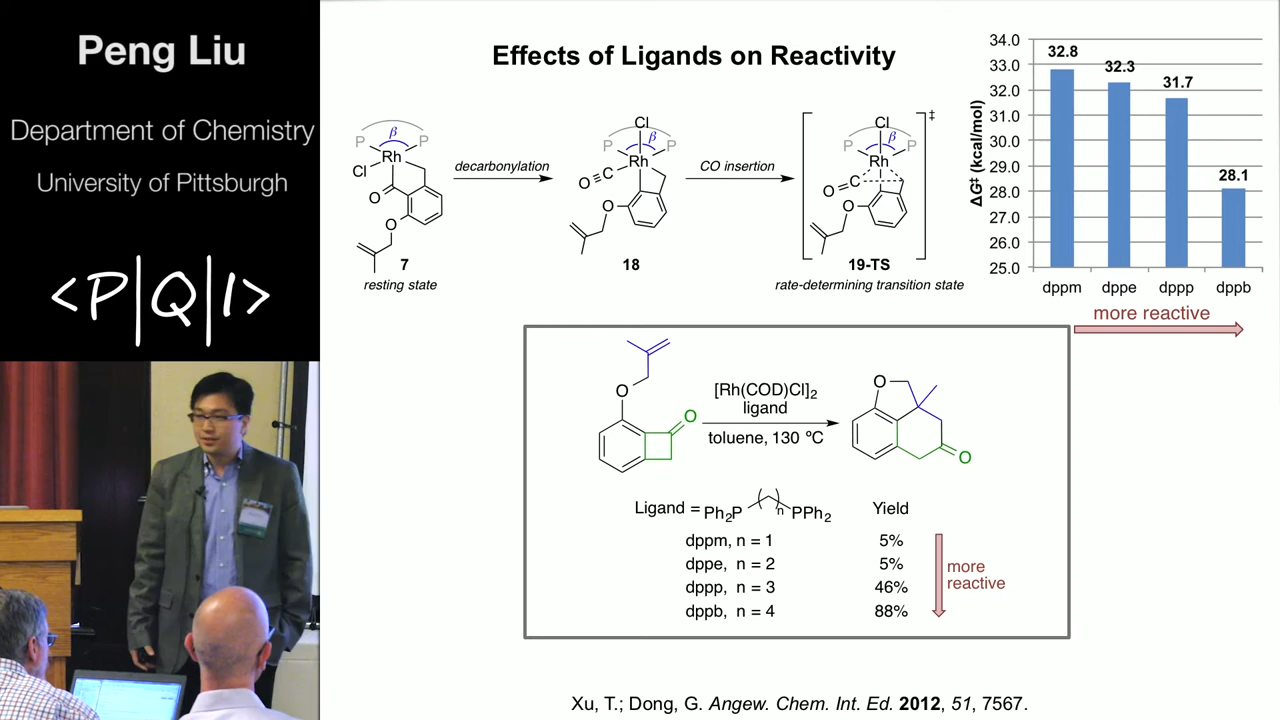 Peng Liu
Department of Chemistry
University of Pittsburgh
<P|Q|1>
Effects of Ligands on Reactivity
P
β
P
Rh
Cl
O
O
7
resting state
decarbonylation
Cl
P
β
P
Rh
O≡C
O
18
CO insertion
Cl
P
β
P
Rh
O=C
O
‡
19-TS
rate-determining transition state
ΔG‡ (kcal/mol)
34.0
33.0
32.0
31.0
30.0
29.0
28.0
27.0
26.0
25.0
32.8
32.3
31.7
28.1
dppm
dppe
dppp
dppb
more reactive
O
O
[Rh(COD)Cl]2
ligand
toluene, 130 ºC
O
O
Ligand = Ph2P ( )n PPh2
Yield
dppm, n = 1 5%
dppe, n = 2 5%
dppp, n = 3 46%
dppb, n = 4 88%
more
reactive
Xu, T.; Dong, G. Angew. Chem. Int. Ed. 2012, 51, 7567.